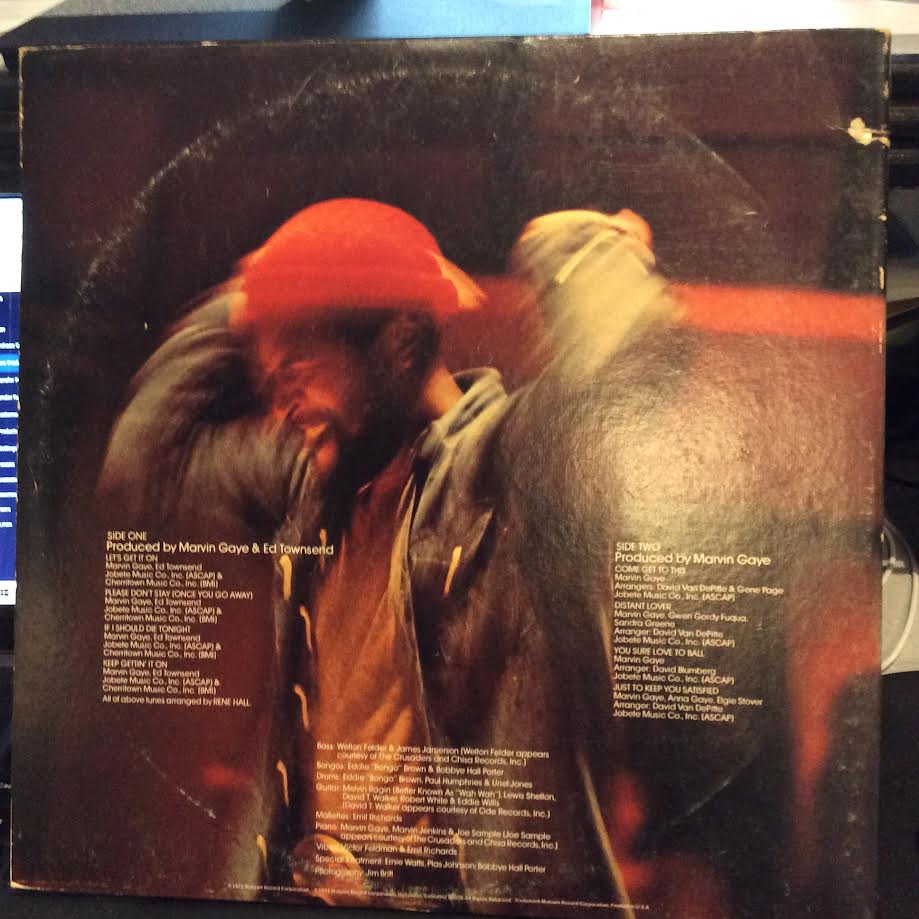 SIDE ONE
Produced by Marvin Gaye & Ed Townsend
LET'S GET IT ON
Marvin Gaye, Ed Townsend
Jobete Music Co., Inc. (ASCAP) &
Cherritown Music Co., Inc. (BMI)
PLEASE DON'T STAY (ONCE YOU GO AWAY)
Marvin Gaye, Ed Townsend
Jobete Music Co., Inc. (ASCAP) &
Cherritown Music Co., Inc. (BMI)
IF I SHOULD DIE TONIGHT
Marvin Gaye, Ed Townsend
Jobete Music Co., Inc. (ASCAP) &
Cherritown Music Co., Inc. (BMI)
KEEP GETTIN' IT ON
Marvin Gaye, Ed Townsend
Jobete Music Co., Inc. (ASCAP) &
Cherritown Music Co., Inc. (BMI)
All of above tunes arranged by RENE HALL
SIDE TWO
Produced by Marvin Gaye
COME GET TO THIS
Marvin Gaye
Arrangers: David Van DePitte & Gene Page
Jobete Music Co., Inc. (ASCAP)
DISTANT LOVER
Marvin Gaye, Gwen Gordy Fuqua,
Sandra Greene
Arranger: David Van DePitte
Jobete Music Co., Inc. (ASCAP)
YOU SURE LOVE TO BALL
Marvin Gaye
Arranger: David Blumberg
Jobete Music Co., Inc. (ASCAP)
JUST TO KEEP YOU SATISFIED
Marvin Gaye, Anna Gaye, Elgie Stover
Arranger: David Van DePitte
Jobete Music Co., Inc. (ASCAP)
Bass: Welton Felder & James Jamerson (Welton Felder appears
courtesy of The Crusaders and Chisa Records, Inc.)
Bongos: Eddie "Bongo" Brown & Bobbye Hall Porter
Drums: Eddie "Bongo" Brown, Paul Humphries & Uriel Jones
Guitar: Melvin Ragin (Better Known As "Wah Wah"), Lewis Shelton,
David T. Walker, Robert White & Eddie Willis
(David T. Walker appears courtesy of Ode Records, Inc.)
Mallettes: Emil Richards
Piano: Marvin Gaye, Marvin Jenkins & Joe Sample (Joe Sample
appears courtesy of The Crusaders and Chisa Records, Inc.)
Vibes: Victor Feldman & Emil Richards
Special Treatment: Ernie Watts, Plas Johnson, Bobbye Hall Porter
Photography: Jim Britt